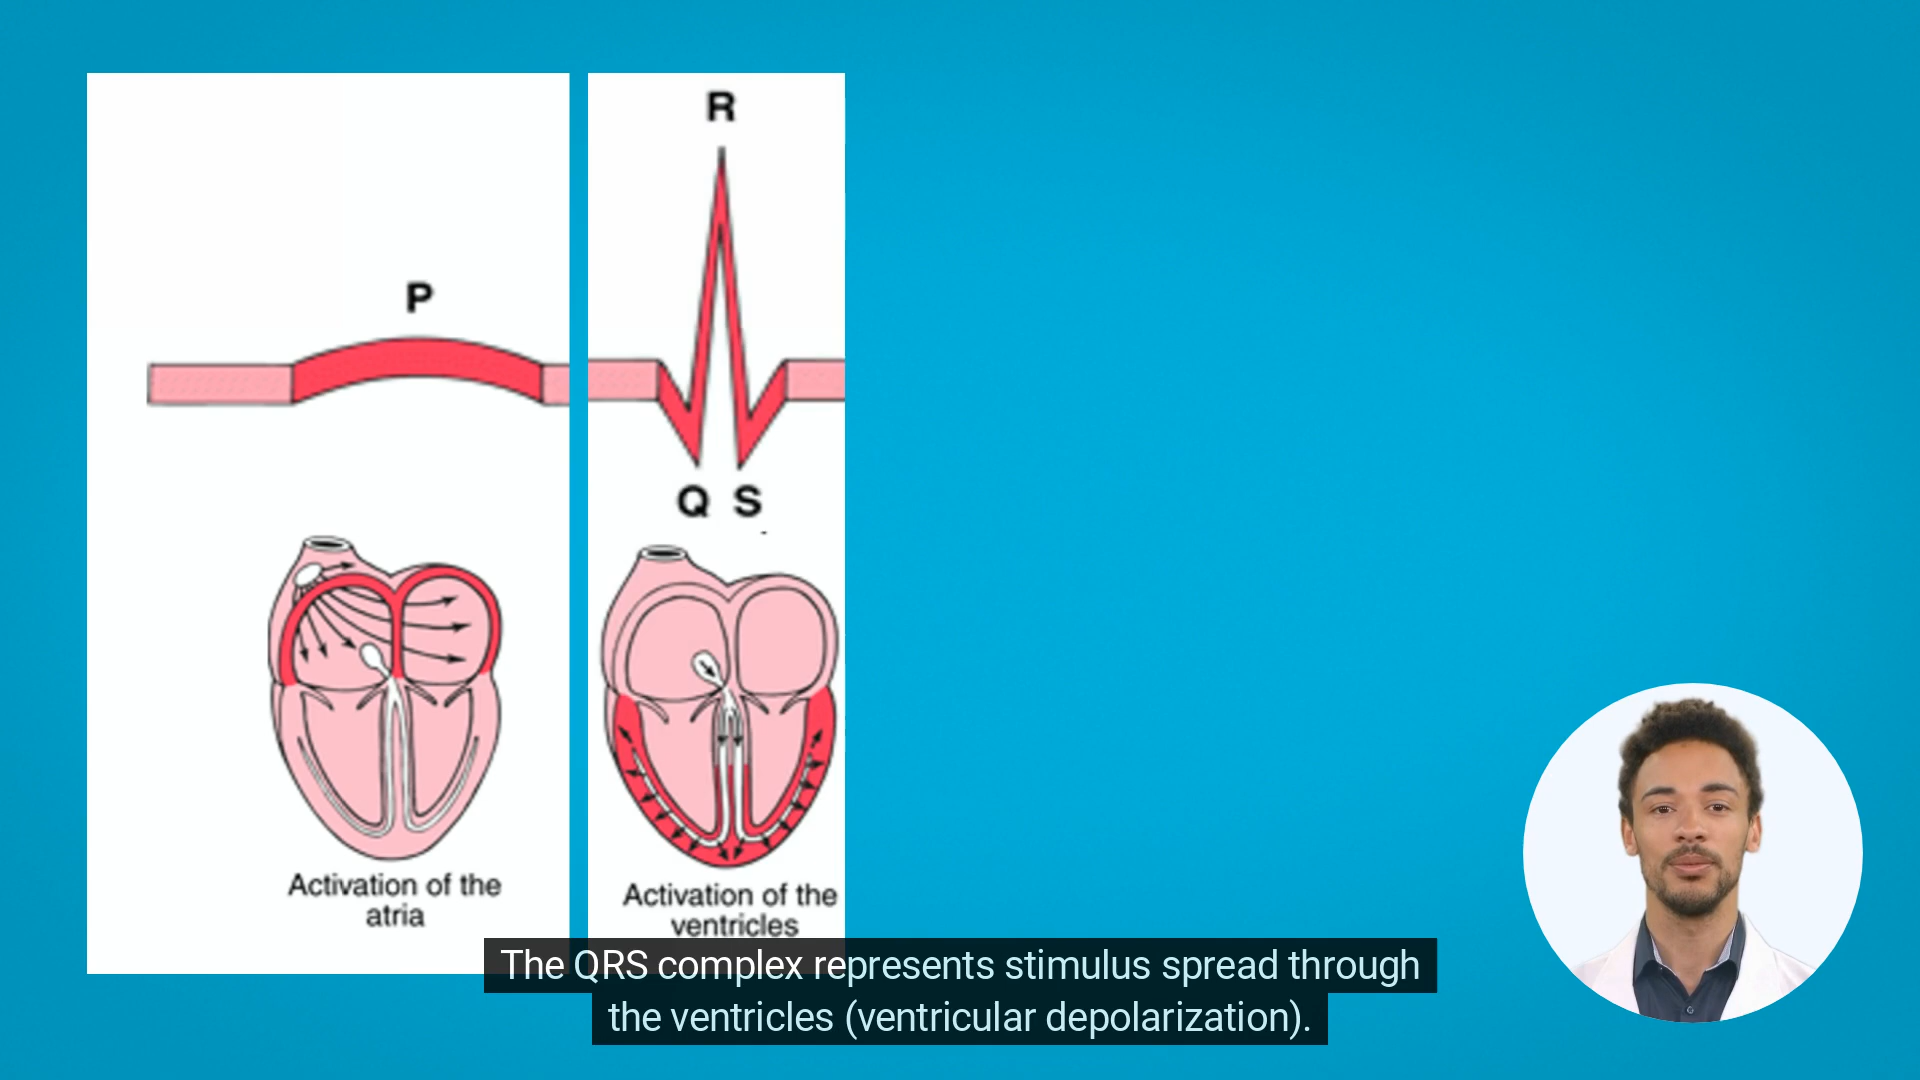 P
R
Q S
Activation of the
atria
Activation of the
ventricles
The QRS complex represents stimulus spread through
the ventricles (ventricular depolarization).